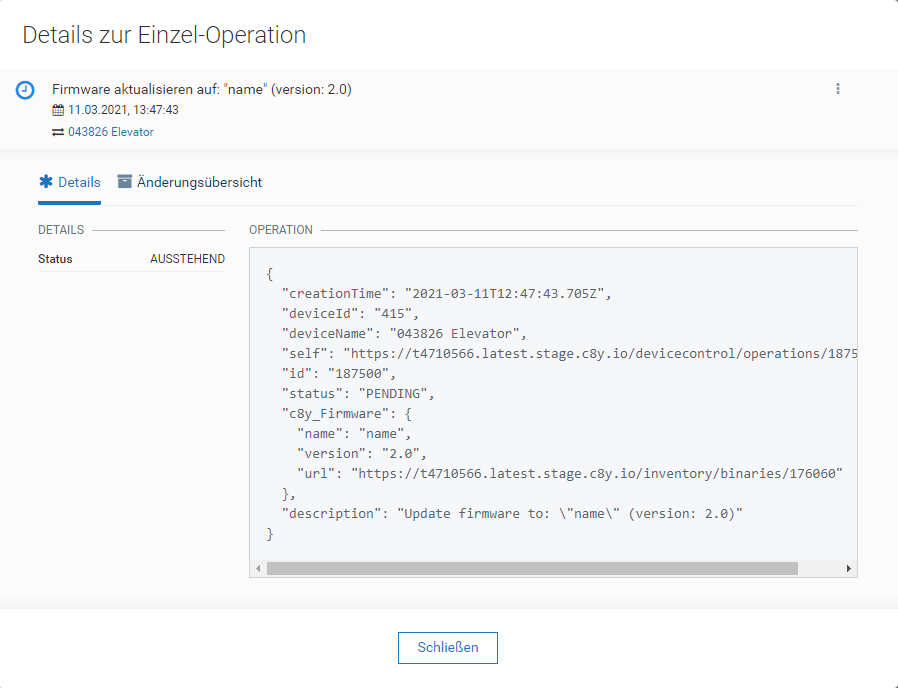 Details zur Einzel-Operation
Firmware aktualisieren auf: "name" (version: 2.0)
11.03.2021, 13:47:43
043826 Elevator
Details Änderungsübersicht
DETAILS
Status AUSSTEHEND
OPERATION
{
"creationTime": "2021-03-11T12:47:43.705Z",
"deviceId": "415",
"deviceName": "043826 Elevator",
"self": "https://t4710566.latest.stage.c8y.io/devicecontrol/operations/1875
"id": "187500",
"status": "PENDING",
"c8y_Firmware": {
"name": "name",
"version": "2.0",
"url": "https://t4710566.latest.stage.c8y.io/inventory/binaries/176060"
},
"description": "Update firmware to: \"name\" (version: 2.0)"
}
Schließen